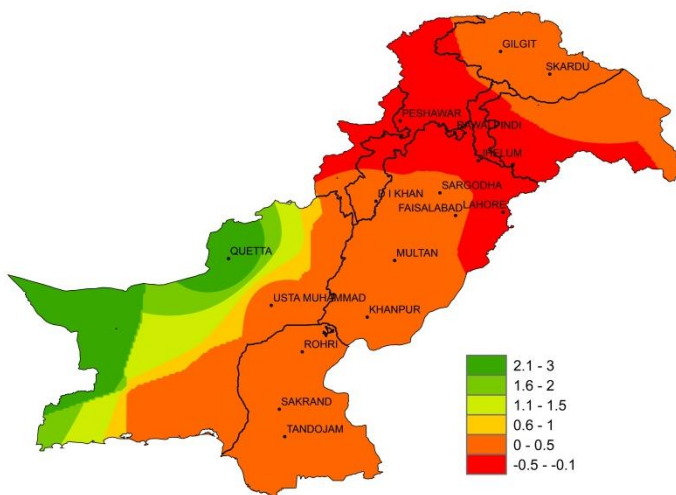 GILGIT
SKARDU
PESHAWAR
RAWALPINDI
JHELUM
SARGODHA
D I KHAN
FAISALABAD
LAHORE
QUETTA
MULTAN
USTA MUHAMMAD
KHANPUR
ROHRI
SAKRAND
TANDOJAM
2.1 - 3
1.6 - 2
1.1 - 1.5
0.6 - 1
0 - 0.5
-0.5 - -0.1